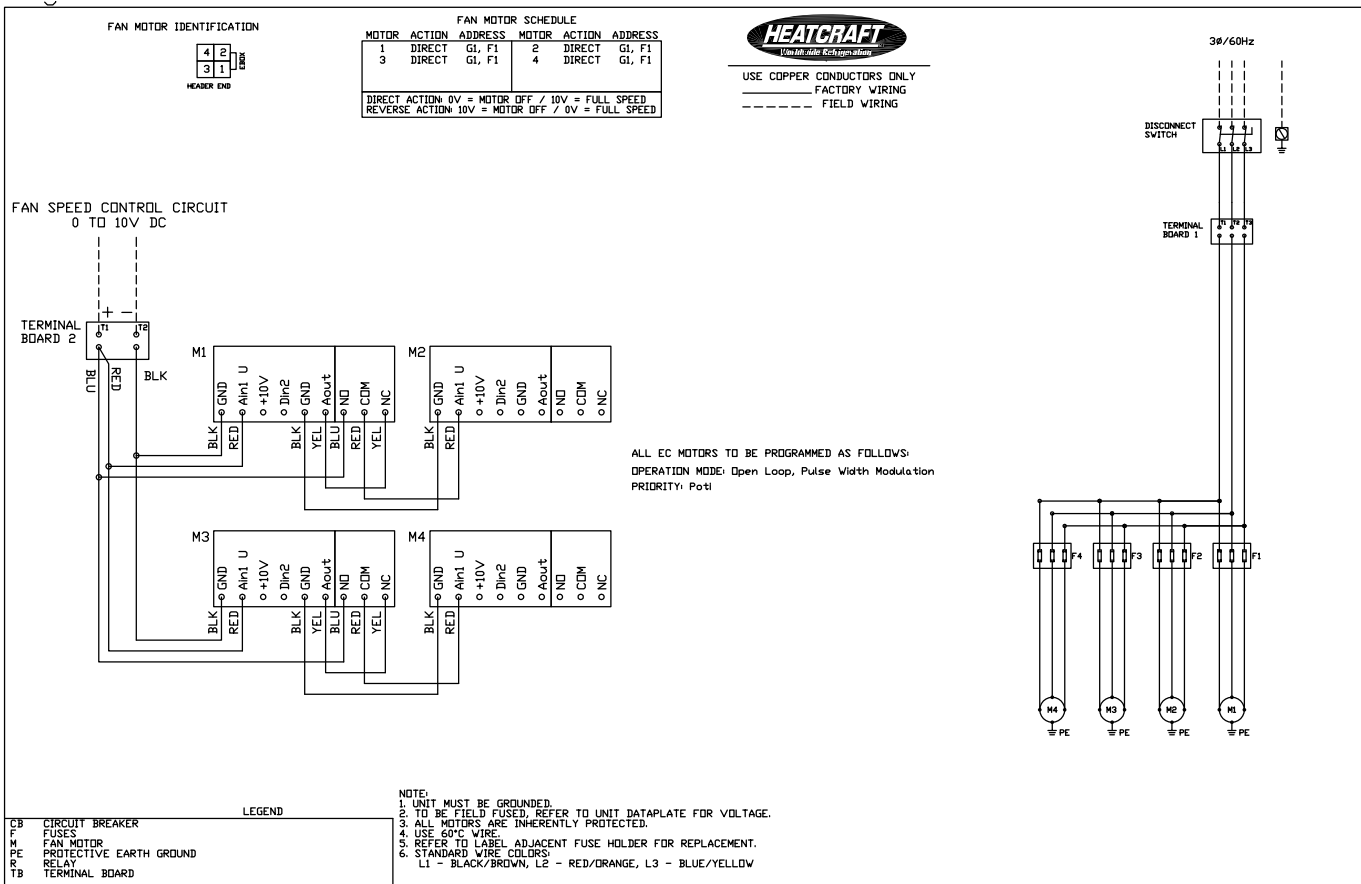 FAN MOTOR IDENTIFICATION
4 2
3 1
EBOX
HEADER END
FAN MOTOR SCHEDULE
MOTOR ACTION ADDRESS MOTOR ACTION ADDRESS
1 DIRECT G1, F1 2 DIRECT G1, F1
3 DIRECT G1, F1 4 DIRECT G1, F1
DIRECT ACTION: 0V = MOTOR OFF / 10V = FULL SPEED
REVERSE ACTION: 10V = MOTOR OFF / 0V = FULL SPEED
HEATCRAFT
Worldwide Refrigeration
USE COPPER CONDUCTORS ONLY
FACTORY WIRING
FIELD WIRING
3Ø/60Hz
DISCONNECT
SWITCH
L1 L2 L3
TERMINAL
BOARD 1
T1 T2 T3
FAN SPEED CONTROL CIRCUIT
0 TO 10V DC
+ -
TERMINAL
BOARD 2
T1 T2
BLU RED BLK
M1
GND Ain1 U +10V Din2 GND Aout NO COM NC
BLK RED BLK YEL BLU RED YEL
M2
GND Ain1 U +10V Din2 GND Aout NO COM NC
BLK RED
ALL EC MOTORS TO BE PROGRAMMED AS FOLLOWS:
OPERATION MODE: Open Loop, Pulse Width Modulation
PRIORITY: PotI
M3
GND Ain1 U +10V Din2 GND Aout NO COM NC
BLK RED BLK YEL BLU RED YEL
M4
GND Ain1 U +10V Din2 GND Aout NO COM NC
BLK RED
F4 F3 F2 F1
M4 M3 M2 M1
PE PE PE PE
LEGEND
CB CIRCUIT BREAKER
F FUSES
M FAN MOTOR
PE PROTECTIVE EARTH GROUND
R RELAY
TB TERMINAL BOARD
NOTE:
1. UNIT MUST BE GROUNDED.
2. TO BE FIELD FUSED, REFER TO UNIT DATAPLATE FOR VOLTAGE.
3. ALL MOTORS ARE INHERENTLY PROTECTED.
4. USE 60°C WIRE.
5. REFER TO LABEL ADJACENT FUSE HOLDER FOR REPLACEMENT.
6. STANDARD WIRE COLORS:
L1 - BLACK/BROWN, L2 - RED/ORANGE, L3 - BLUE/YELLOW